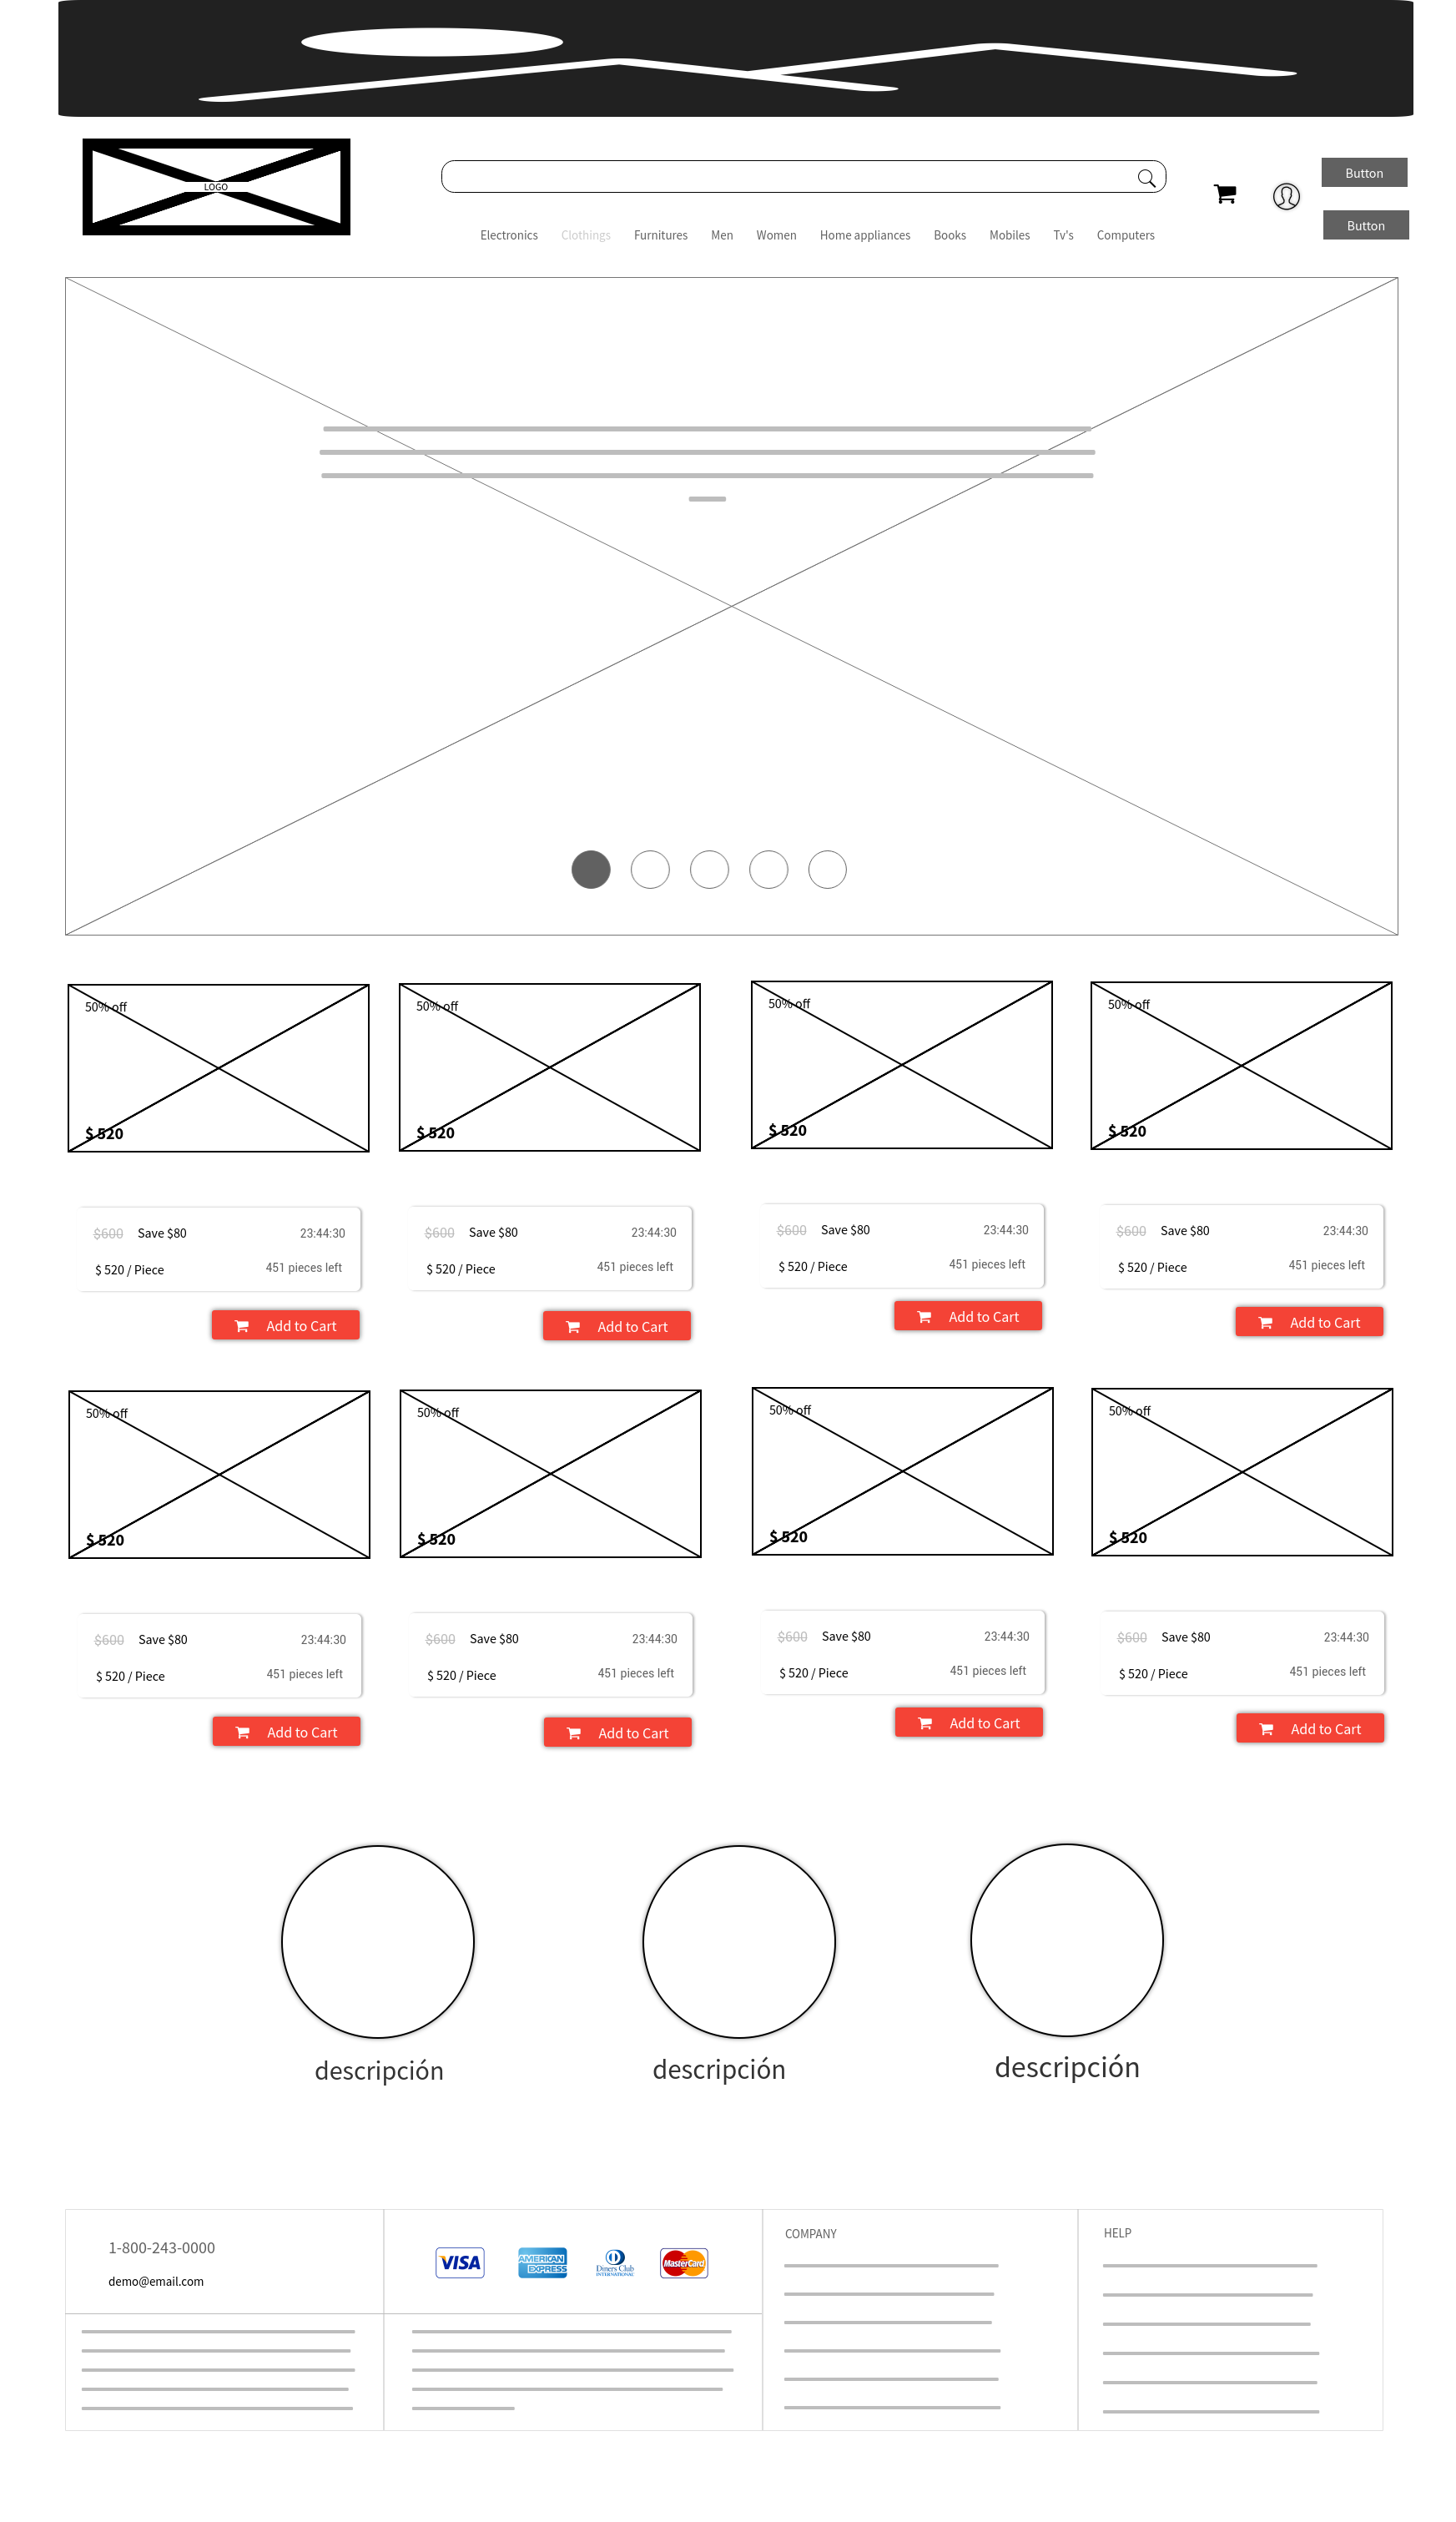 LOGO
Button
Button
Electronics Clothings Furnitures Men Women Home appliances Books Mobiles Tv's Computers
50% off 50% off 50% off 50% off
$ 520 $ 520 $ 520 $ 520
$600 Save $80 23:44:30 $600 Save $80 23:44:30 $600 Save $80 23:44:30 $600 Save $80 23:44:30
$ 520 / Piece 451 pieces left $ 520 / Piece 451 pieces left $ 520 / Piece 451 pieces left $ 520 / Piece 451 pieces left
Add to Cart Add to Cart Add to Cart Add to Cart
50% off 50% off 50% off 50% off
$ 520 $ 520 $ 520 $ 520
$600 Save $80 23:44:30 $600 Save $80 23:44:30 $600 Save $80 23:44:30 $600 Save $80 23:44:30
$ 520 / Piece 451 pieces left $ 520 / Piece 451 pieces left $ 520 / Piece 451 pieces left $ 520 / Piece 451 pieces left
Add to Cart Add to Cart Add to Cart Add to Cart
descripción descripción descripción
1-800-243-0000
demo@email.com
VISA
AMERICAN
EXPRESS
Diners Club
INTERNATIONAL
MasterCard
COMPANY
HELP